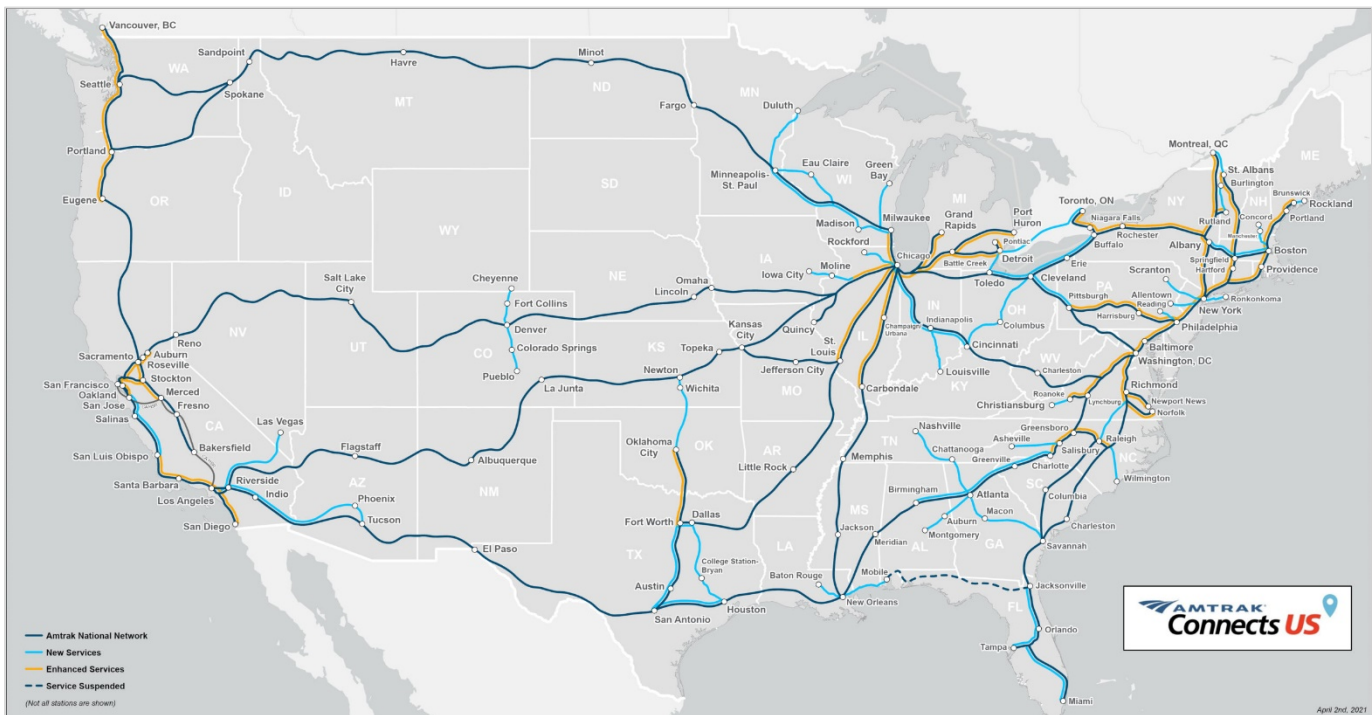 Vancouver, BC
Seattle
WA
Sandpoint
Spokane
Portland
Eugene
OR
ID
Havre
MT
Minot
ND
Fargo
SD
MN
Duluth
Minneapolis-
St. Paul
Eau Claire
WI
Green
Bay
Madison
Milwaukee
Rockford
Chicago
MI
Grand
Rapids
Port
Huron
Pontiac
Battle Creek
Detroit
Toledo
Toronto, ON
Niagara Falls
Buffalo
Rochester
NY
Erie
Cleveland
Montreal, QC
St. Albans
Burlington
Rutland
ME
NH
Brunswick
Rockland
Portland
Concord
Manchester
Albany
Boston
Springfield
Hartford
Providence
Scranton
Allentown
Reading
Ronkonkoma
New York
PA
Pittsburgh
Harrisburg
Philadelphia
Baltimore
Washington, DC
WY
Cheyenne
Fort Collins
Denver
CO
Colorado Springs
Pueblo
Salt Lake
City
UT
NV
Reno
NE
Omaha
Lincoln
IA
Iowa City
Moline
Quincy
IL
IN
Indianapolis
Champaign
Urbana
OH
Columbus
Cincinnati
Louisville
KY
WV
Charleston
Richmond
Newport News
Norfolk
Roanoke
Lynchburg
Christiansburg
Kansas
City
KS
Topeka
St.
Louis
Jefferson City
MO
Carbondale
Newton
Wichita
La Junta
Sacramento
Auburn
Roseville
Stockton
San Francisco
Oakland
Merced
San Jose
Fresno
Salinas
CA
Las Vegas
Bakersfield
San Luis Obispo
Santa Barbara
Los Angeles
Riverside
Indio
San Diego
Flagstaff
AZ
Phoenix
Tucson
Albuquerque
NM
El Paso
Oklahoma
City
OK
AR
Little Rock
Memphis
TN
Nashville
Chattanooga
Asheville
Greenville
Greensboro
Salisbury
Charlotte
Raleigh
NC
Wilmington
SC
Columbia
Charleston
Birmingham
Atlanta
Macon
Auburn
Montgomery
AL
GA
Savannah
Fort Worth
Dallas
TX
College Station-
Bryan
Austin
Houston
San Antonio
LA
MS
Jackson
Meridian
Baton Rouge
Mobile
New Orleans
Jacksonville
FL
Orlando
Tampa
Miami
AMTRAK
Connects US
Amtrak National Network
New Services
Enhanced Services
Service Suspended
(Not all stations are shown)
April 2nd, 2021